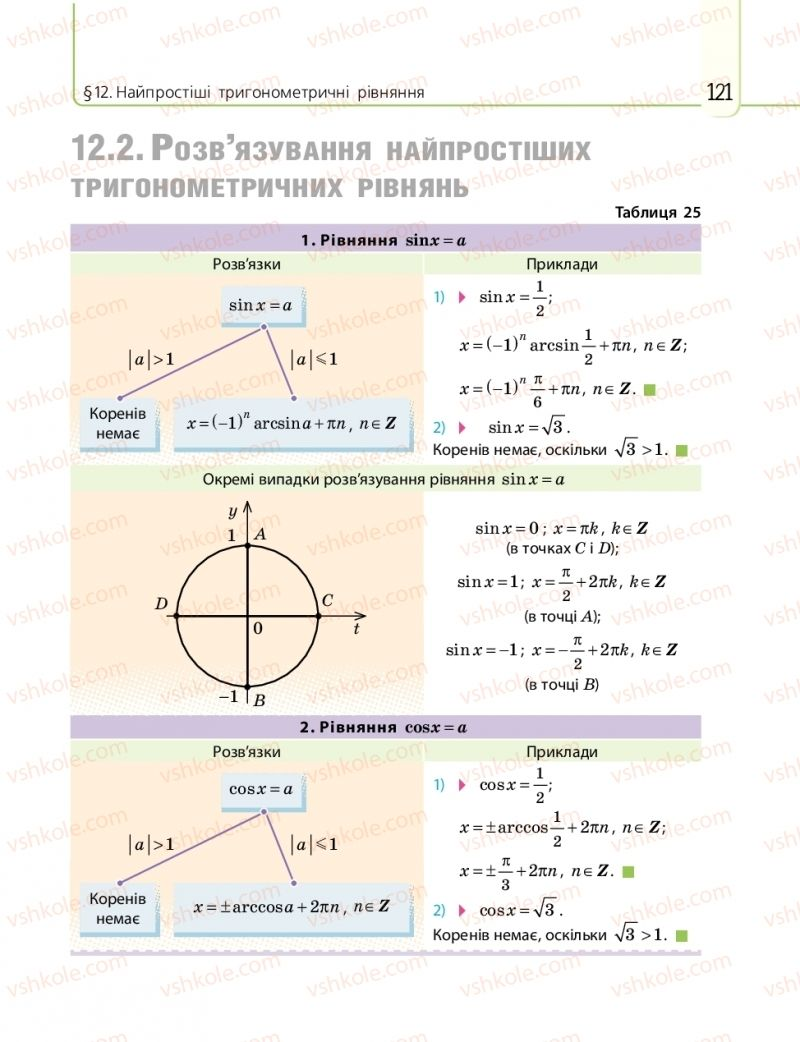 § 12. Найпростіші тригонометричні рівняння
121
12.2. Розв’язування найпростіших
тригонометричних рівнянь
Таблиця 25
1. Рівняння sin x = a
Розв’язки
Приклади
sin x = a
|a| > 1
|a| ⩽ 1
Коренів
немає
x = (−1)ⁿ arcsin a + πn, n ∈ Z
1) sin x = 1/2;
x = (−1)ⁿ arcsin 1/2 + πn, n ∈ Z;
x = (−1)ⁿ π/6 + πn, n ∈ Z.
2) sin x = √3.
Коренів немає, оскільки √3 > 1.
Окремі випадки розв’язування рівняння sin x = a
y
1
A
D
C
0
t
−1
B
sin x = 0; x = πk, k ∈ Z
(в точках C і D);
sin x = 1; x = π/2 + 2πk, k ∈ Z
(в точці A);
sin x = −1; x = −π/2 + 2πk, k ∈ Z
(в точці B)
2. Рівняння cos x = a
Розв’язки
Приклади
cos x = a
|a| > 1
|a| ⩽ 1
Коренів
немає
x = ±arccos a + 2πn, n ∈ Z
1) cos x = 1/2;
x = ±arccos 1/2 + 2πn, n ∈ Z;
x = ±π/3 + 2πn, n ∈ Z.
2) cos x = √3.
Коренів немає, оскільки √3 > 1.
vshkole.com